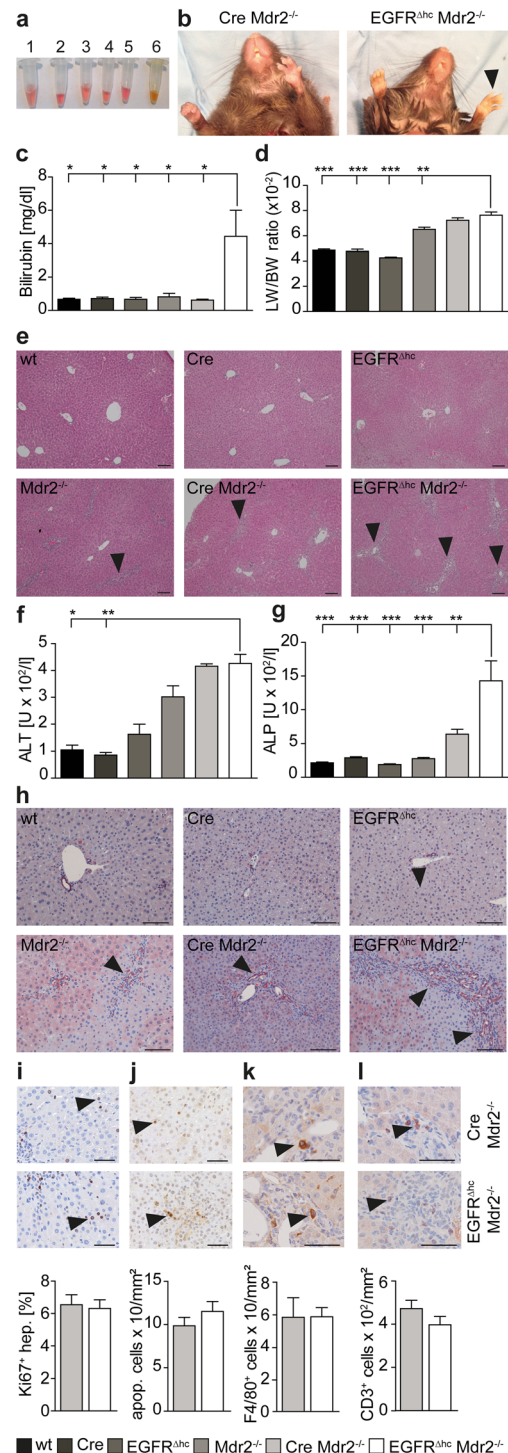 a
1 2 3 4 5 6
b
Cre Mdr2-/-
EGFRΔhc Mdr2-/-
c
* * * * *
Bilirubin [mg/dl]
8
6
4
2
0
d
*** *** *** **
LW/BW ratio (x10-2)
10
8
6
4
2
0
e
wt
Cre
EGFRΔhc
Mdr2-/-
Cre Mdr2-/-
EGFRΔhc Mdr2-/-
f
* **
ALT [U x 10²/l]
5
4
3
2
1
0
g
*** *** *** *** **
ALP [U x 10²/l]
20
15
10
5
0
h
wt
Cre
EGFRΔhc
Mdr2-/-
Cre Mdr2-/-
EGFRΔhc Mdr2-/-
i
j
k
l
Cre
Mdr2-/-
EGFRΔhc
Mdr2-/-
Ki67+ hep. [%]
8
6
4
2
0
apop. cells x 10/mm²
15
10
5
0
F4/80+ cells x 10/mm²
8
6
4
2
0
CD3+ cells x 10²/mm²
6
4
2
0
wt Cre EGFRΔhc Mdr2-/- Cre Mdr2-/- EGFRΔhc Mdr2-/-